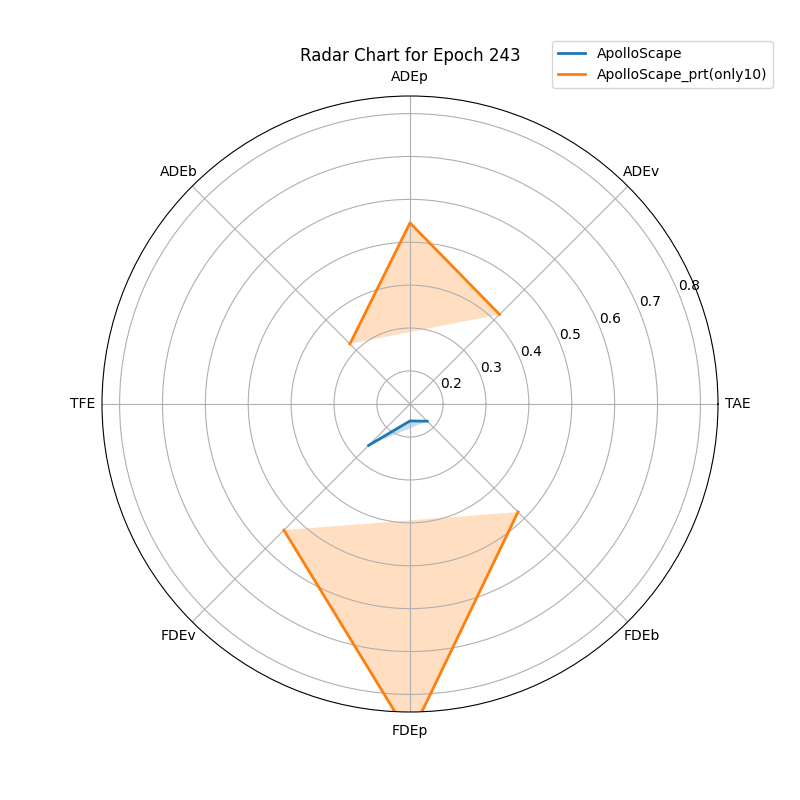 Radar Chart for Epoch 243
ApolloScape
ApolloScape_prt(only10)
ADEp
ADEb
ADEv
0.8
0.7
0.6
0.5
0.4
0.3
0.2
TFE
TAE
FDEv
FDEb
FDEp